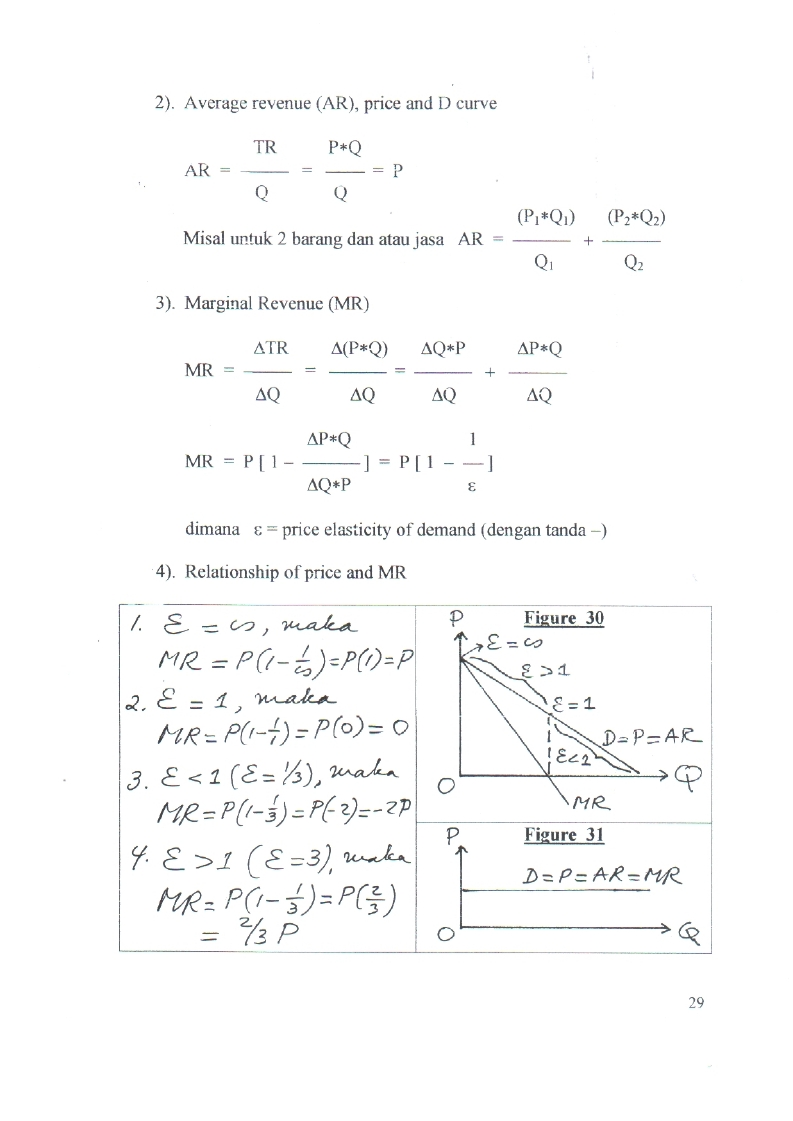 2). Average revenue (AR), price and D curve
TR P*Q
AR = —— = —— = P
Q Q
(P₁*Q₁) (P₂*Q₂)
Misal untuk 2 barang dan atau jasa AR = —— + ——
Q₁ Q₂
3). Marginal Revenue (MR)
ΔTR Δ(P*Q) ΔQ*P ΔP*Q
MR = —— = —— = —— + ——
ΔQ ΔQ ΔQ ΔQ
ΔP*Q 1
MR = P [ 1 – ——] = P [ 1 – —]
ΔQ*P ε
dimana ε = price elasticity of demand (dengan tanda –)
4). Relationship of price and MR
1. Ɛ = ∞, maka
MR = P(1-1/∞)=P(1)=P
2. Ɛ = 1, maka
MR = P(1-1/1) = P(0) = 0
3. Ɛ < 1 (Ɛ = 1/3), maka
MR = P(1-1/3) = P(-2) = -2P
4. Ɛ > 1 (Ɛ = 3), maka
MR = P(1-1/3) = P(2/3)
= 2/3 P
P Figure 30
Ɛ = ∞
Ɛ > 1
Ɛ = 1
D = P = AR
Ɛ < 1
O Q
MR
P Figure 31
D = P = AR = MR
O Q
29